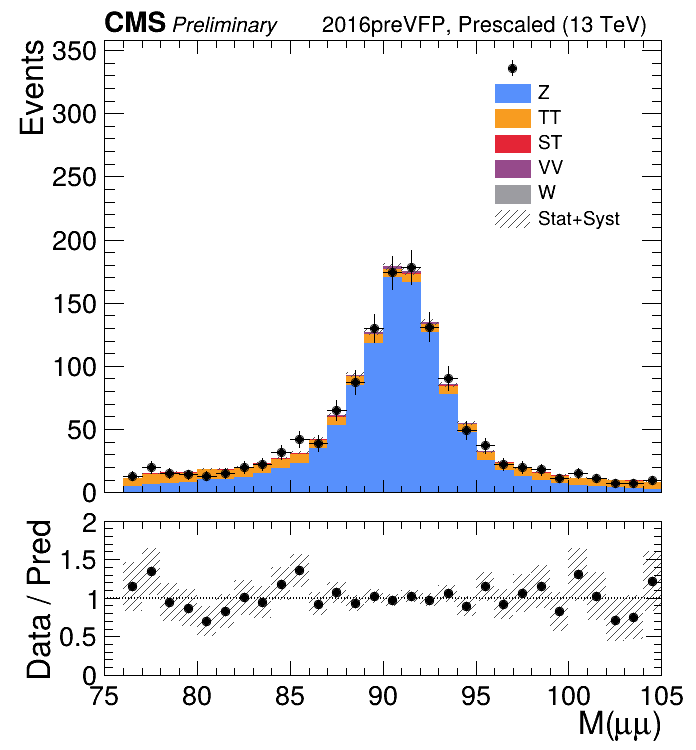 CMS Preliminary 2016preVFP, Prescaled (13 TeV)
Events
350
300
250
200
150
100
50
0
Z
TT
ST
VV
W
Stat+Syst
Data / Pred
2
1.5
1
0.5
0
75 80 85 90 95 100 105
M(μμ)